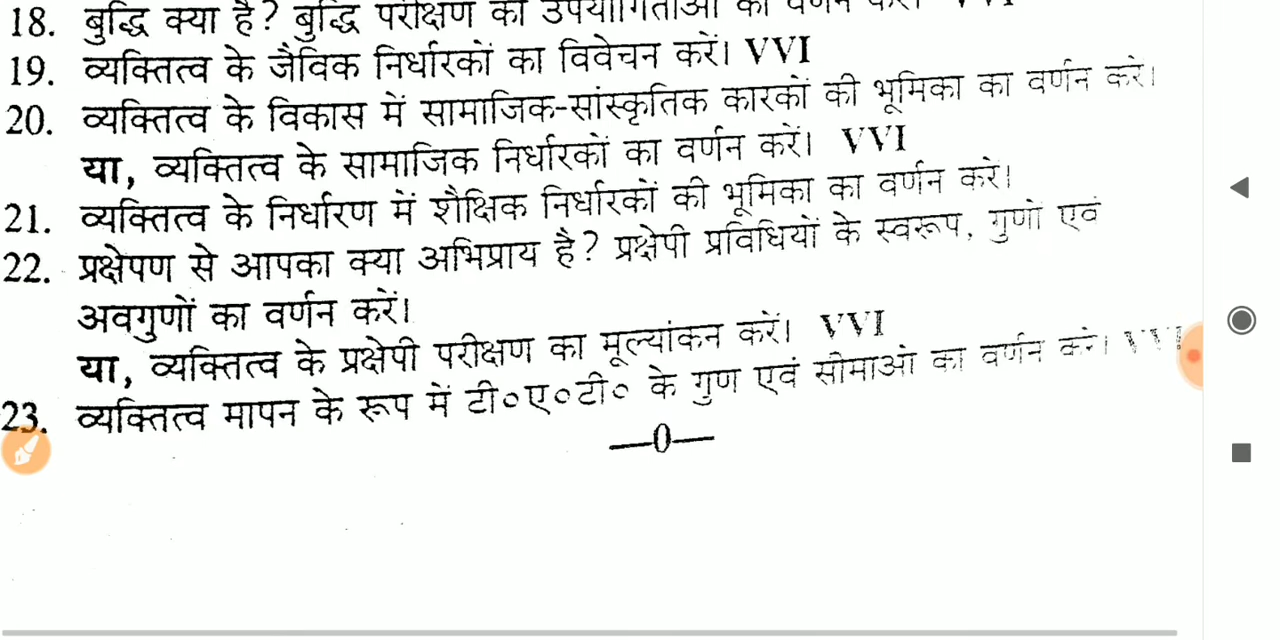 18. बुद्धि क्या है? बुद्धि परीक्षण की उपयोगिताओं का वर्णन करें। VVI
19. व्यक्तित्व के जैविक निर्धारकों का विवेचन करें। VVI
20. व्यक्तित्व के विकास में सामाजिक-सांस्कृतिक कारकों की भूमिका का वर्णन करें।
या, व्यक्तित्व के सामाजिक निर्धारकों का वर्णन करें। VVI
21. व्यक्तित्व के निर्धारण में शैक्षिक निर्धारकों की भूमिका का वर्णन करें।
22. प्रक्षेपण से आपका क्या अभिप्राय है? प्रक्षेपी प्रविधियों के स्वरूप, गुणों एवं
अवगुणों का वर्णन करें।
या, व्यक्तित्व के प्रक्षेपी परीक्षण का मूल्यांकन करें। VVI
23. व्यक्तित्व मापन के रूप में टी०ए०टी० के गुण एवं सीमाओं का वर्णन करें। VVI
—0—